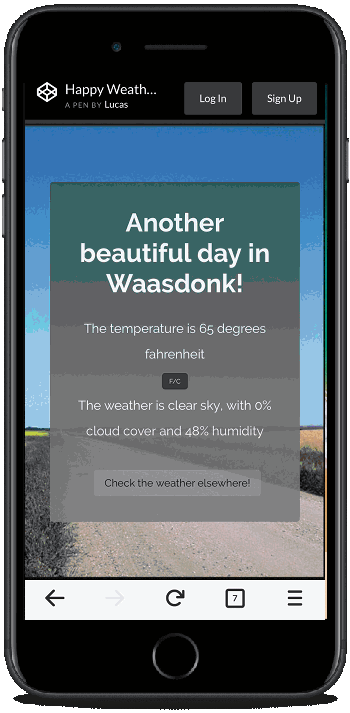 Happy Weath...
A PEN BY Lucas
Log In
Sign Up
Another
beautiful day in
Waasdonk!
The temperature is 65 degrees
fahrenheit
F/C
The weather is clear sky, with 0%
cloud cover and 48% humidity
Check the weather elsewhere!
7